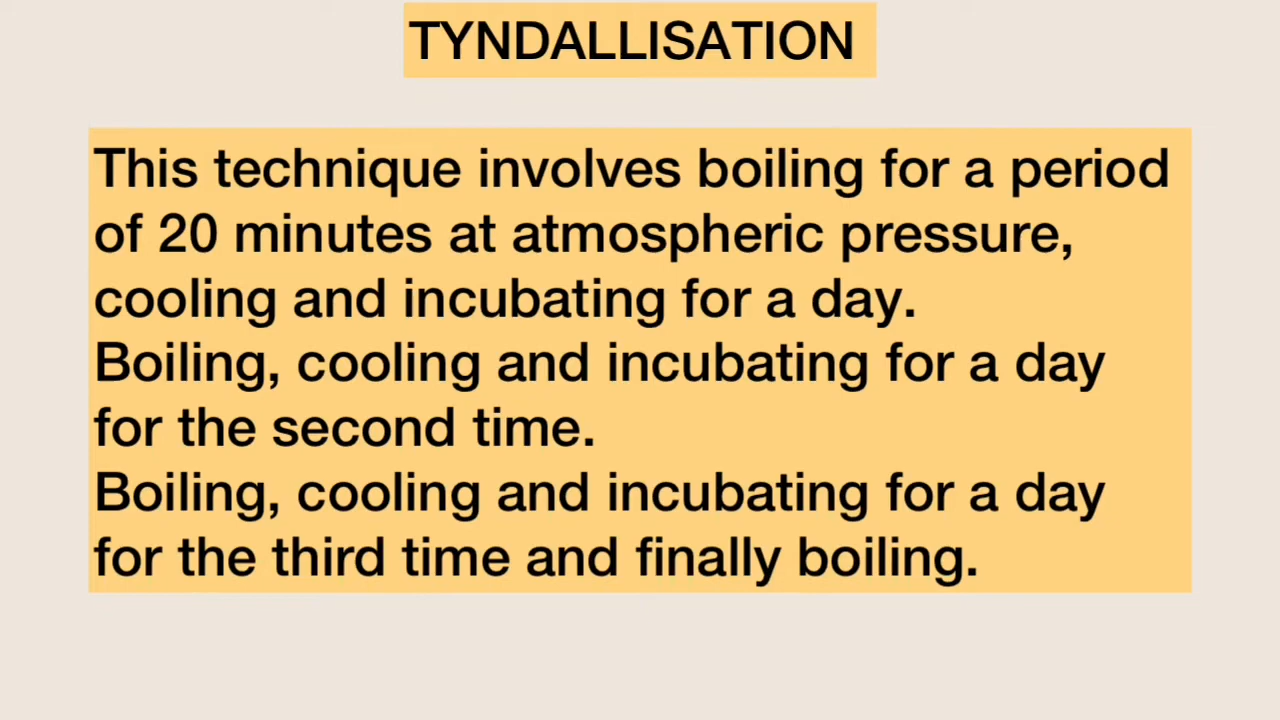 TYNDALLISATION
This technique involves boiling for a period
of 20 minutes at atmospheric pressure,
cooling and incubating for a day.
Boiling, cooling and incubating for a day
for the second time.
Boiling, cooling and incubating for a day
for the third time and finally boiling.